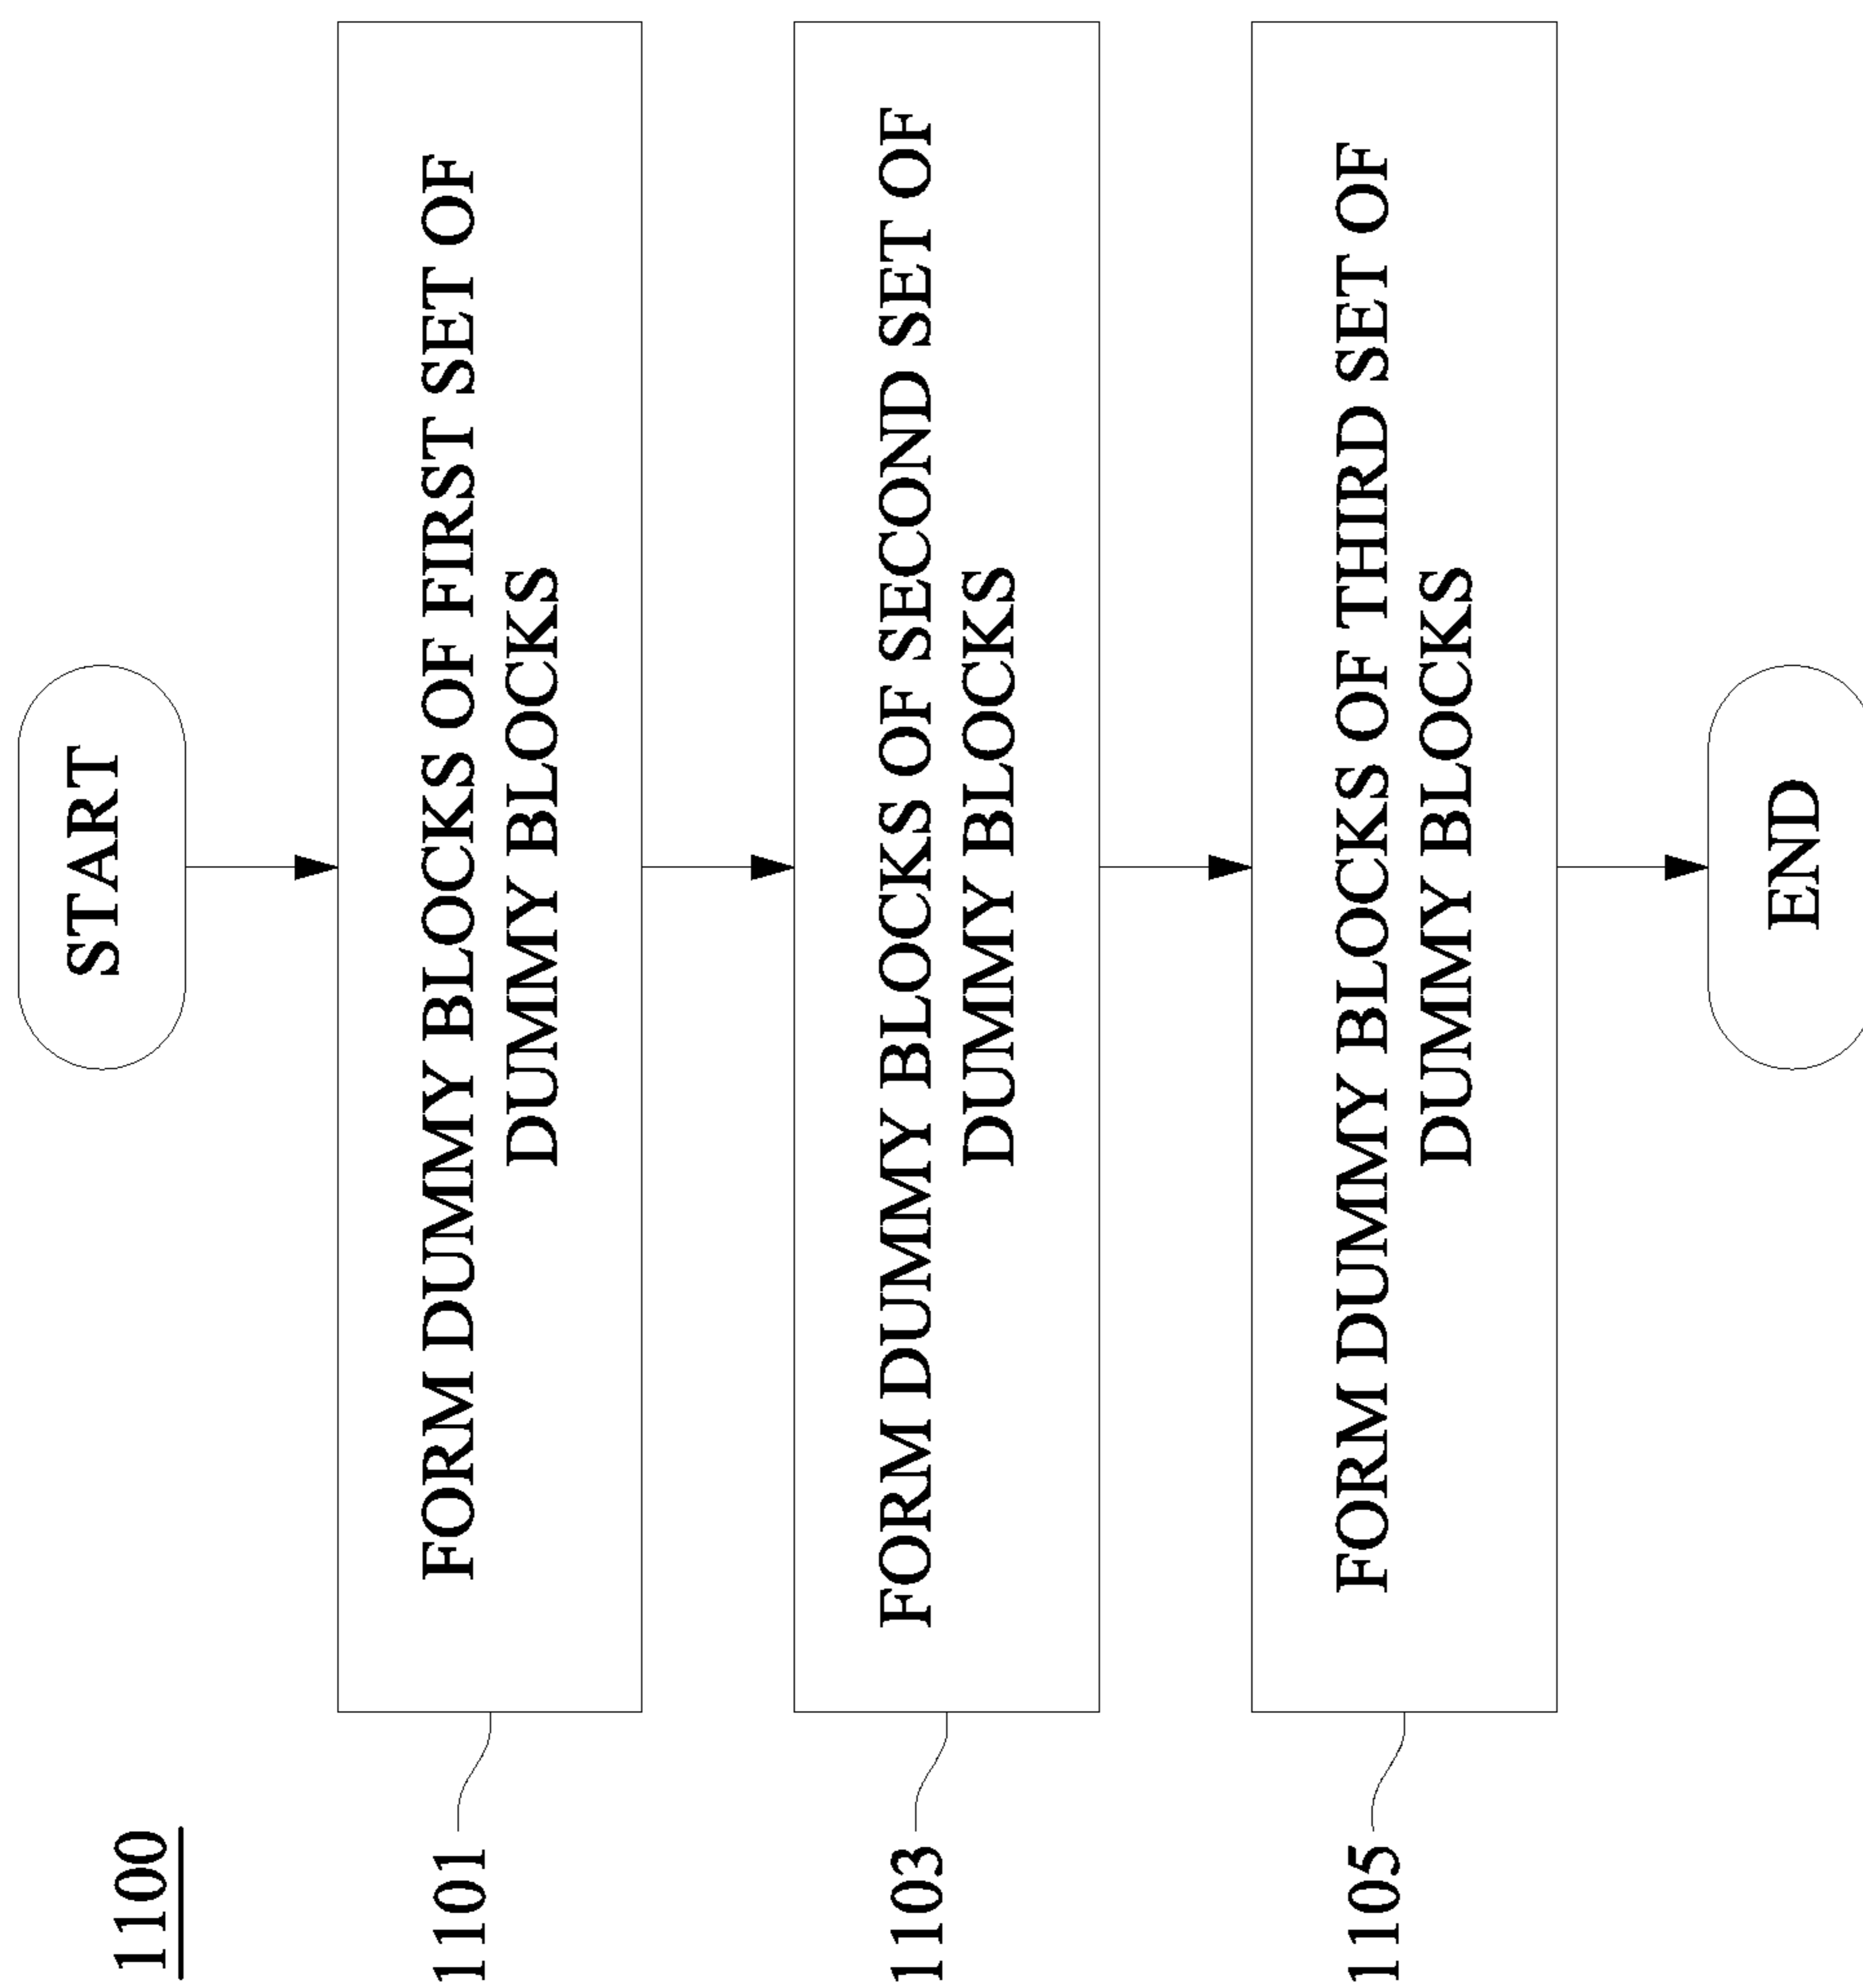 1100
START
1101
FORM DUMMY BLOCKS OF FIRST SET OF
DUMMY BLOCKS
1103
FORM DUMMY BLOCKS OF SECOND SET OF
DUMMY BLOCKS
1105
FORM DUMMY BLOCKS OF THIRD SET OF
DUMMY BLOCKS
END